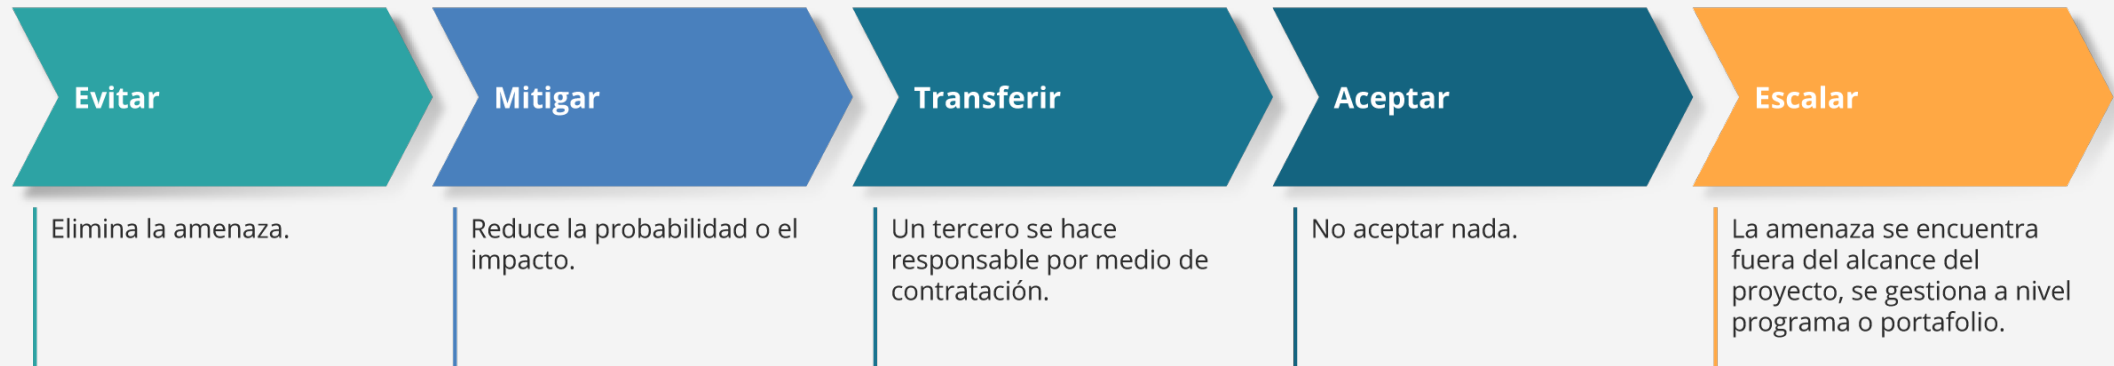 Evitar
Mitigar
Transferir
Aceptar
Escalar
Elimina la amenaza.
Reduce la probabilidad o el
impacto.
Un tercero se hace
responsable por medio de
contratación.
No aceptar nada.
La amenaza se encuentra
fuera del alcance del
proyecto, se gestiona a nivel
programa o portafolio.